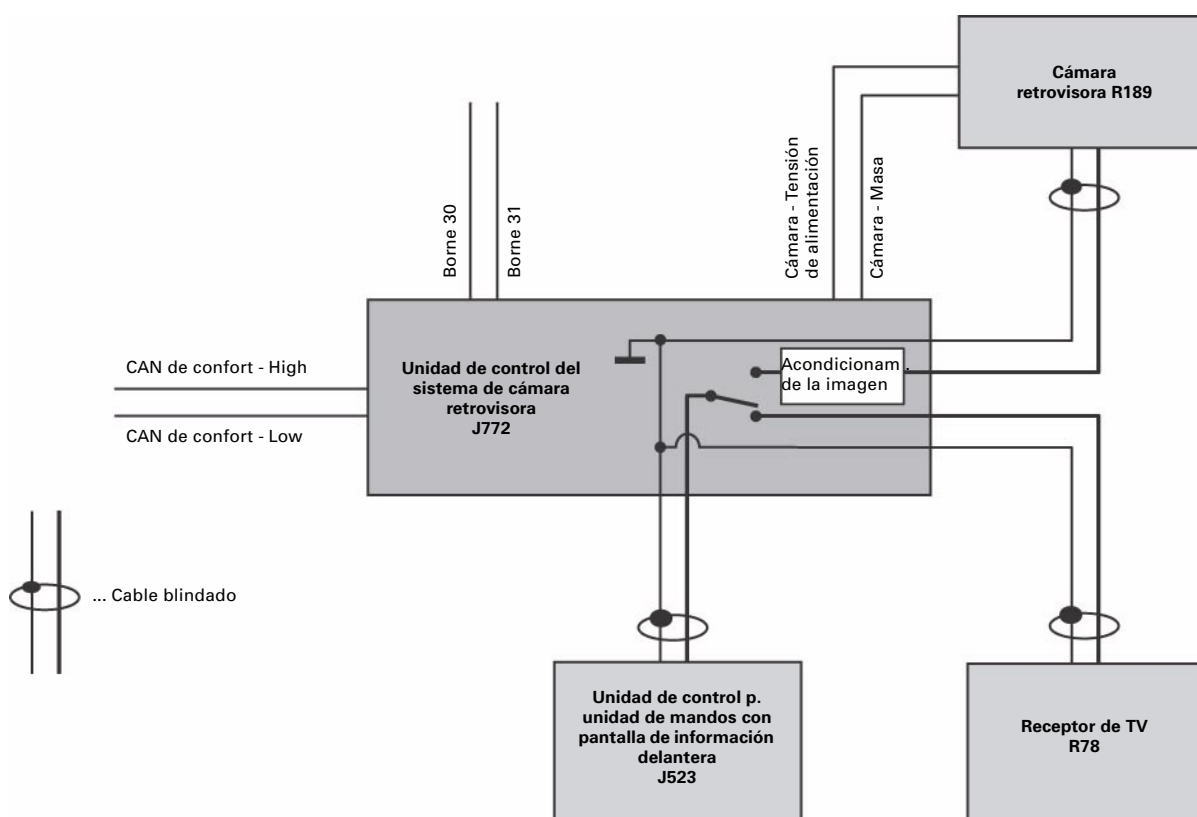 Cámara
retrovisora R189
Cámara - Tensión
de alimentación
Cámara - Masa
Borne 30
Borne 31
CAN de confort - High
CAN de confort - Low
Unidad de control del
sistema de cámara
retrovisora
J772
Acondicionam .
de la imagen
... Cable blindado
Unidad de control p.
unidad de mandos con
pantalla de información
delantera
J523
Receptor de TV
R78